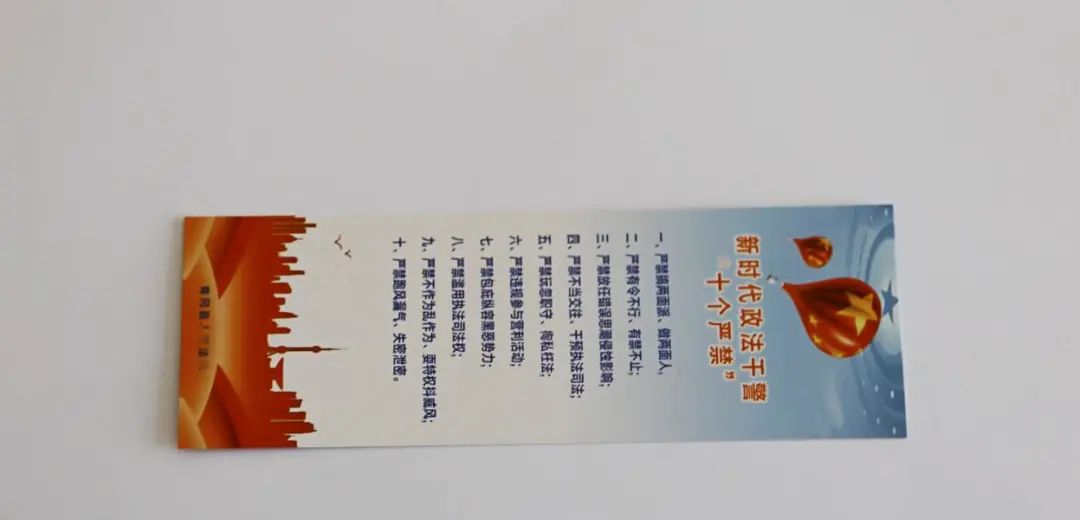 新时代政法干警
“十个严禁”
一、严禁搞两面派、做两面人;
二、严禁有令不行、有禁不止;
三、严禁放任错误思潮侵蚀影响;
四、严禁不当交往、干预执法司法;
五、严禁玩忽职守、徇私枉法;
六、严禁违规参与营利活动;
七、严禁包庇纵容黑恶势力;
八、严禁滥用执法司法权;
九、严禁不作为乱作为、耍特权抖威风;
十、严禁跑风漏气、失密泄密。